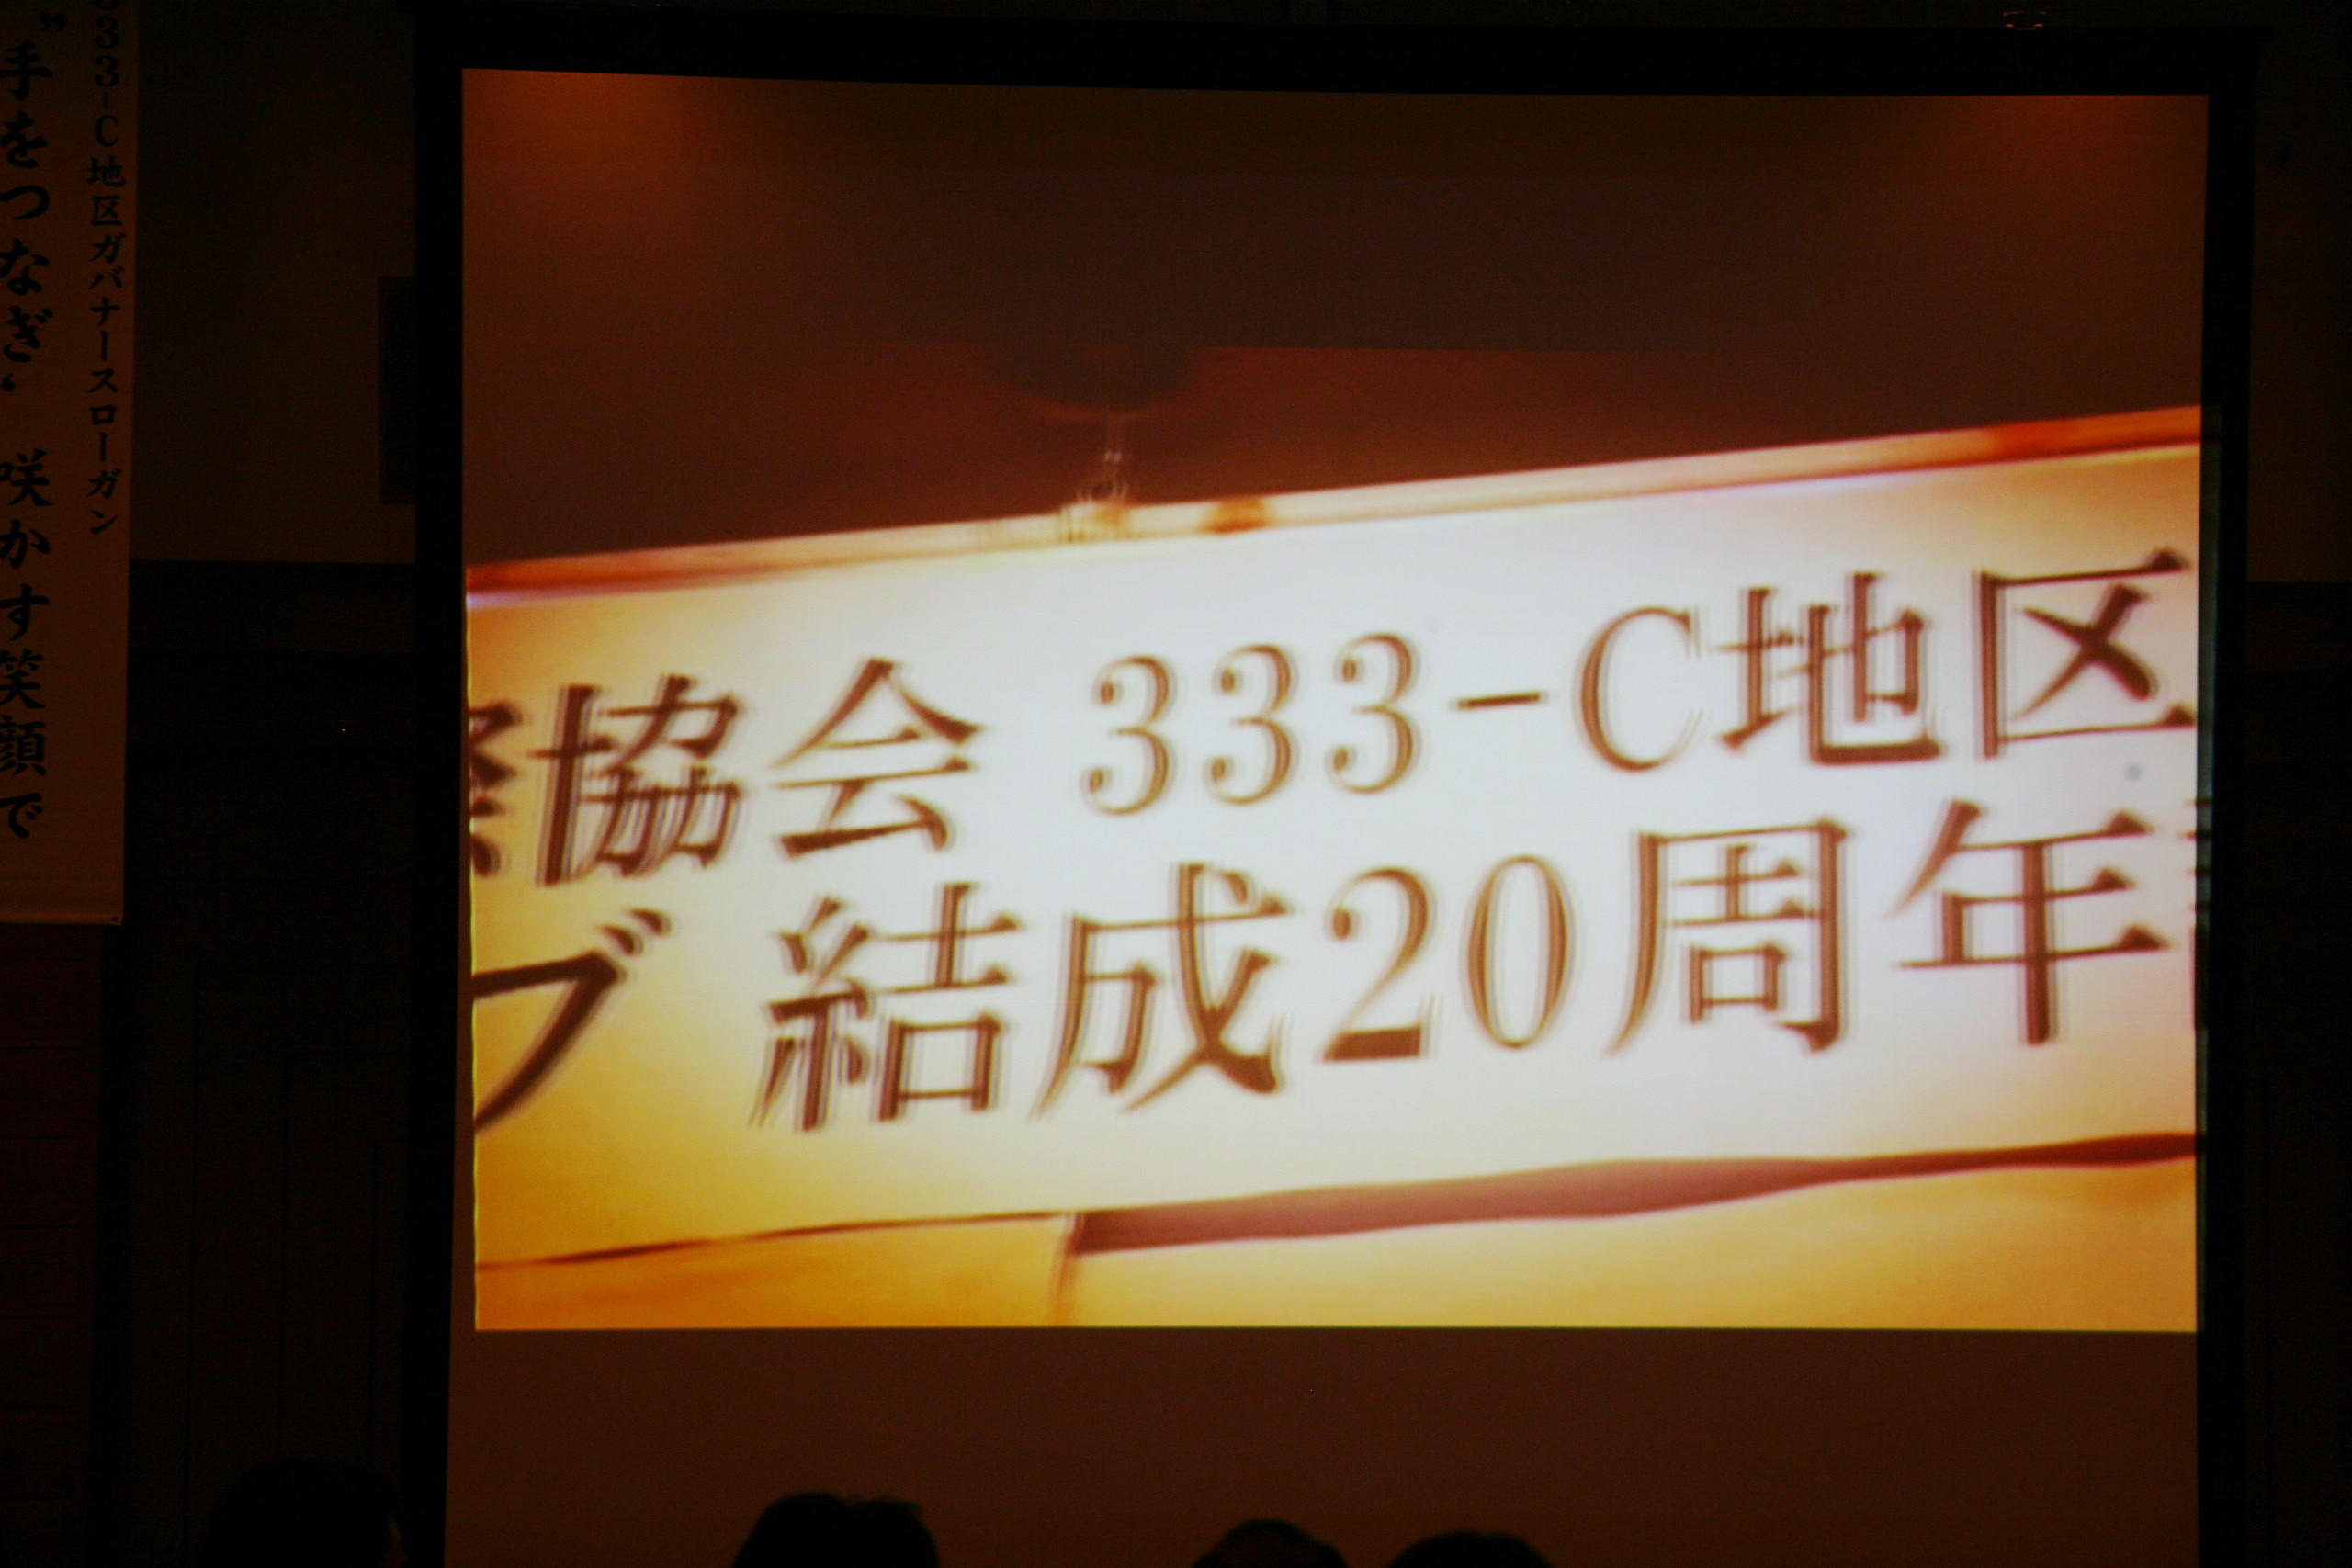 333-C地区ガバナースローガン
”手をつなぎ‘ 咲かす笑顔で
際協会 333-C地区
ブ 結成20周年